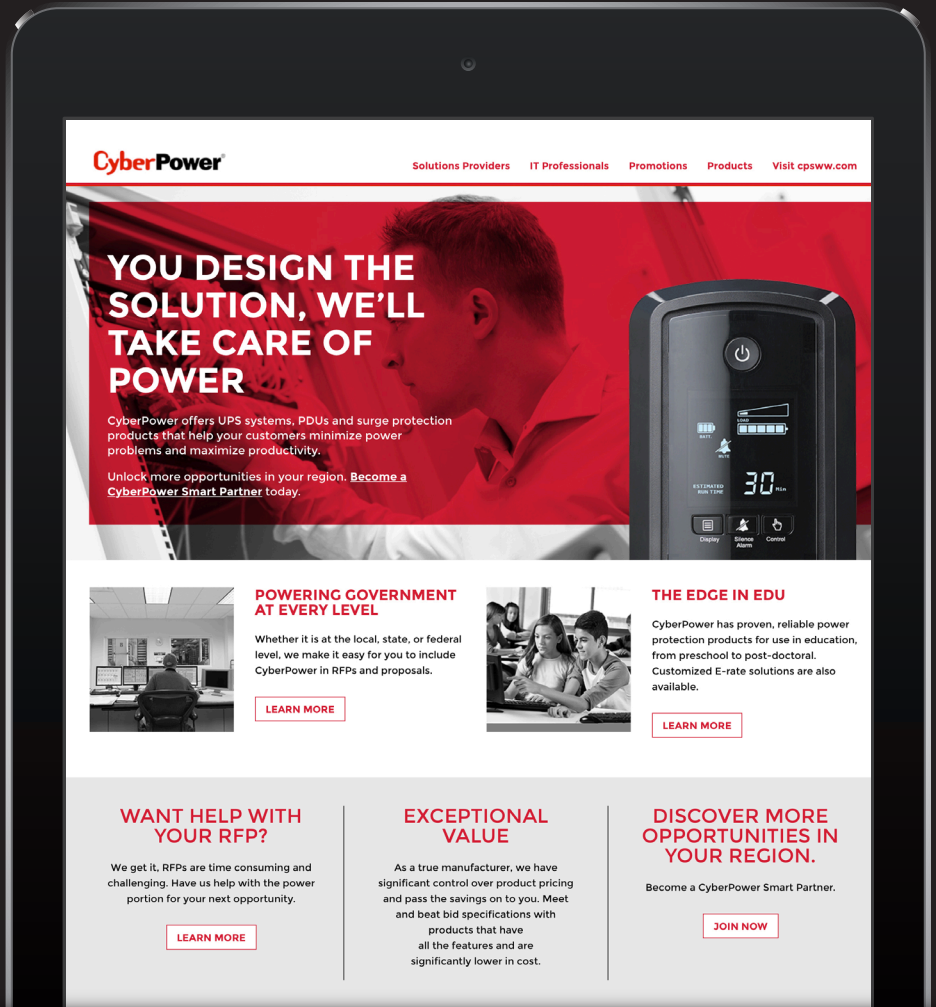 CyberPower®
Solutions Providers
IT Professionals
Promotions
Products
Visit cpsww.com
YOU DESIGN THE
SOLUTION, WE'LL
TAKE CARE OF
POWER
CyberPower offers UPS systems, PDUs and surge protection
products that help your customers minimize power
problems and maximize productivity.
Unlock more opportunities in your region. Become a
CyberPower Smart Partner today.
LOAD
BATT.
MUTE
ESTIMATED
RUN TIME
30 Min
Display
Silence
Alarm
Control
POWERING GOVERNMENT
AT EVERY LEVEL
Whether it is at the local, state, or federal
level, we make it easy for you to include
CyberPower in RFPs and proposals.
LEARN MORE
THE EDGE IN EDU
CyberPower has proven, reliable power
protection products for use in education,
from preschool to post-doctoral.
Customized E-rate solutions are also
available.
LEARN MORE
WANT HELP WITH
YOUR RFP?
We get it, RFPs are time consuming and
challenging. Have us help with the power
portion for your next opportunity.
LEARN MORE
EXCEPTIONAL
VALUE
As a true manufacturer, we have
significant control over product pricing
and pass the savings on to you. Meet
and beat bid specifications with
products that have
all the features and are
significantly lower in cost.
DISCOVER MORE
OPPORTUNITIES IN
YOUR REGION.
Become a CyberPower Smart Partner.
JOIN NOW